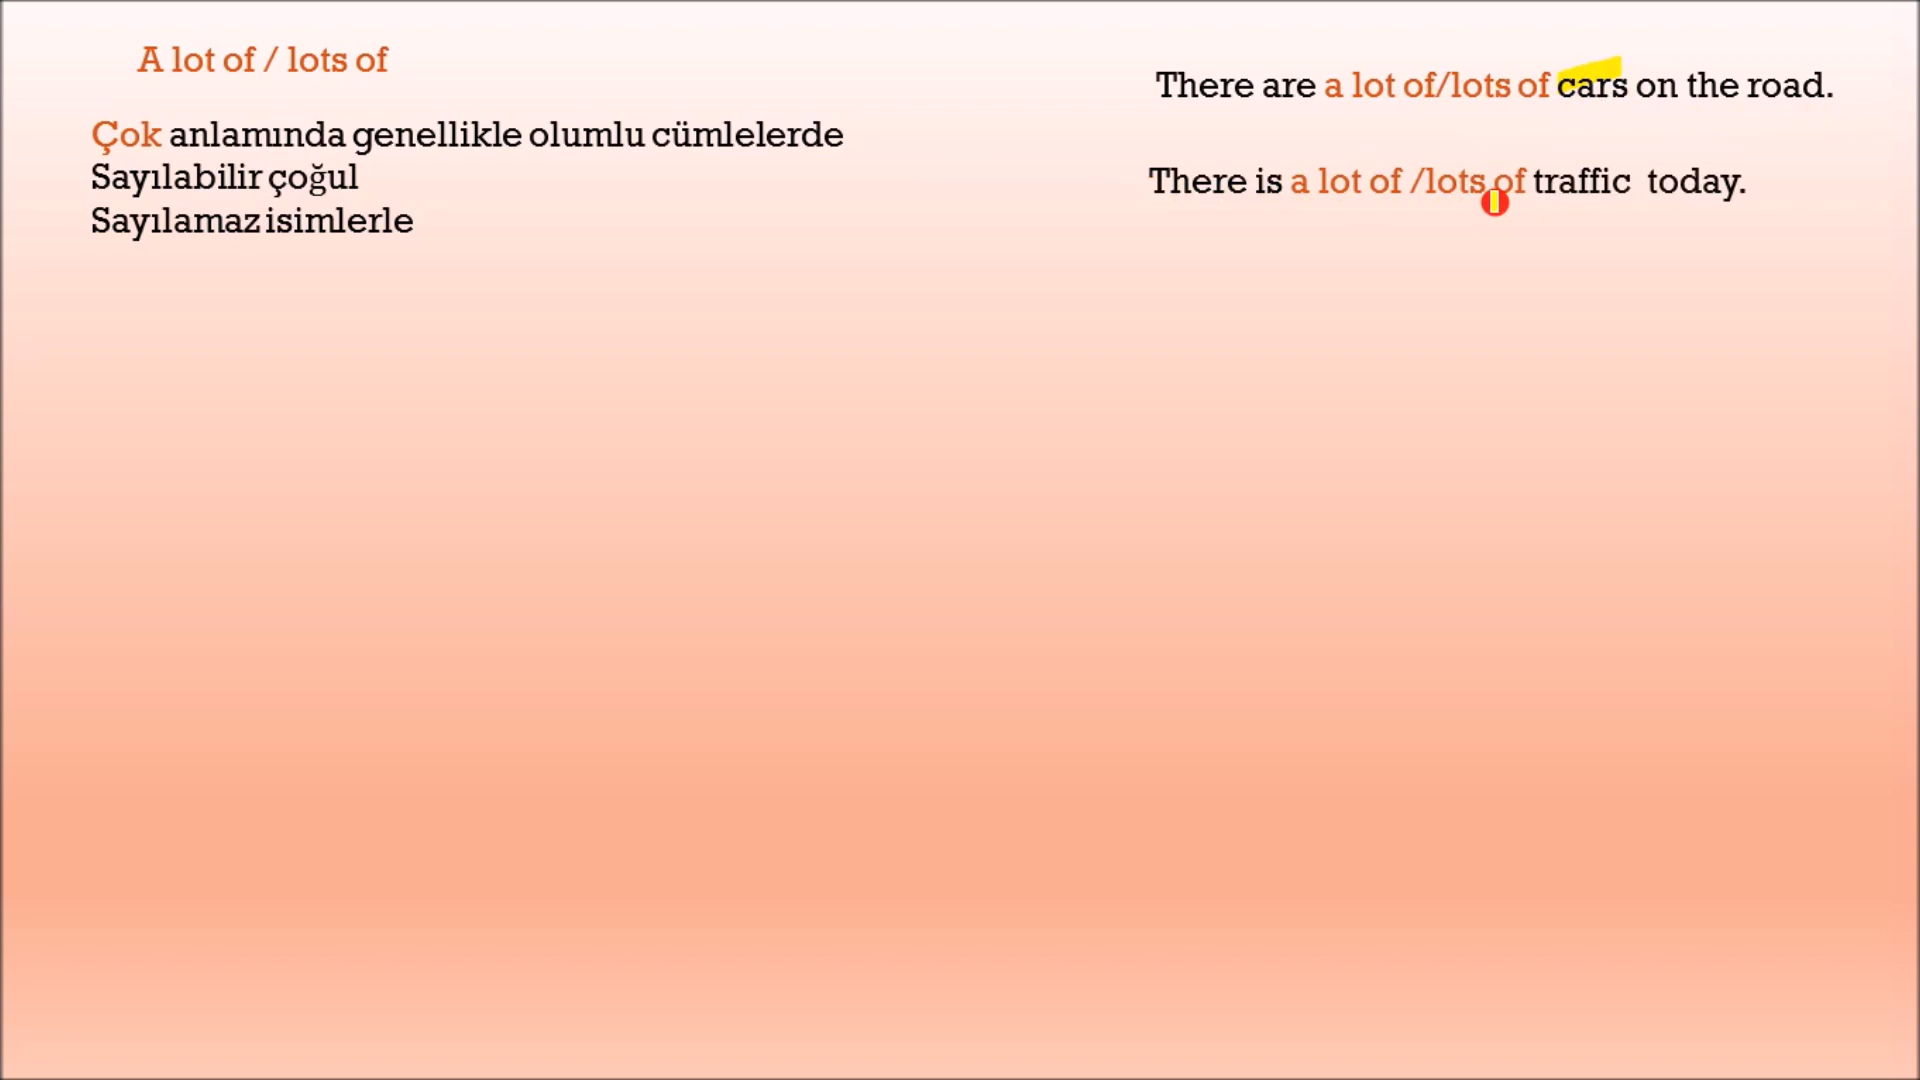 A lot of / lots of
Çok anlamında genellikle olumlu cümlelerde
Sayılabilir çoğul
Sayılamaz isimlerle
There are a lot of/lots of cars on the road.
There is a lot of /lots of traffic today.